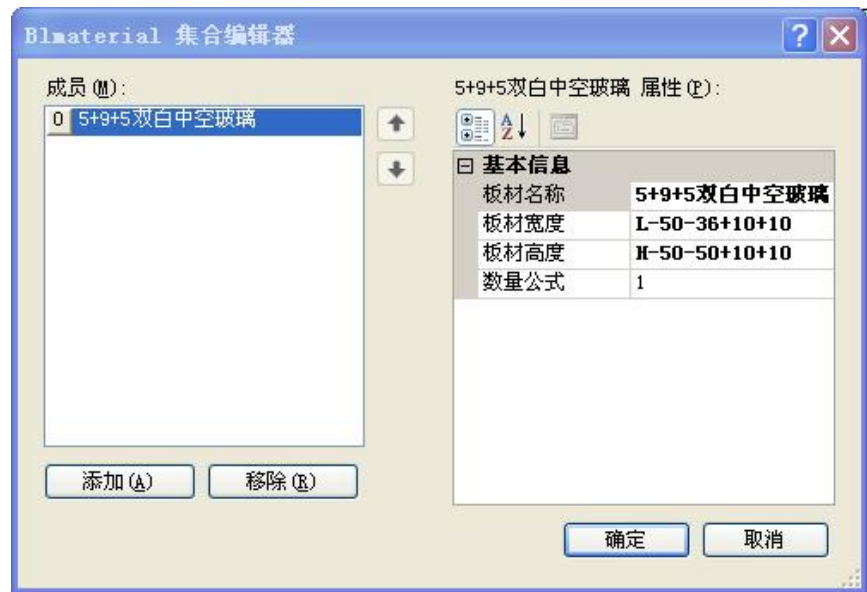 Blmaterial 集合编辑器
成员(M):
0 5+9+5双白中空玻璃
添加(A) 移除(R)
5+9+5双白中空玻璃 属性(P):
基本信息
板材名称 5+9+5双白中空玻璃
板材宽度 L-50-36+10+10
板材高度 H-50-50+10+10
数量公式 1
确定 取消